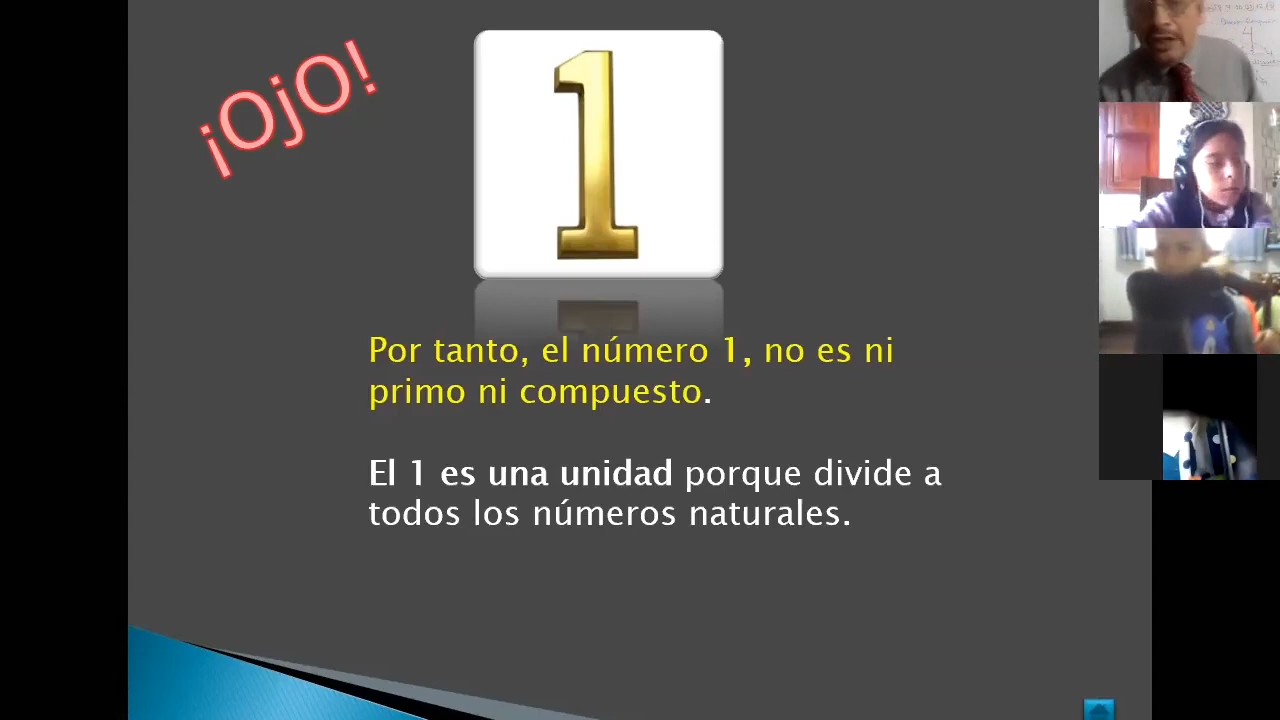 ¡OjO!
1
Por tanto, el número 1, no es ni
primo ni compuesto.
El 1 es una unidad porque divide a
todos los números naturales.